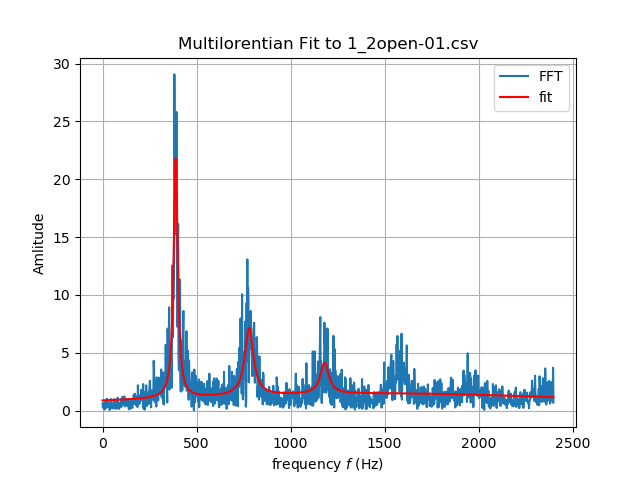 Multilorentian Fit to 1_2open-01.csv
FFT
fit
30
25
20
15
10
5
0
Amlitude
0 500 1000 1500 2000 2500
frequency f (Hz)